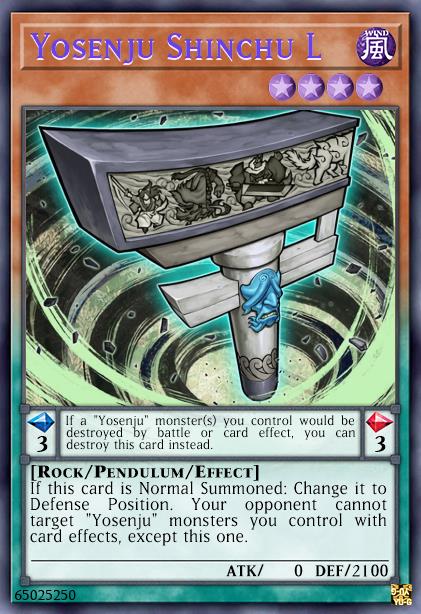 Yosenju Shinchu L
WIND
風
If a "Yosenju" monster(s) you control would be
destroyed by battle or card effect, you can
destroy this card instead.
3
3
[Rock/Pendulum/Effect]
If this card is Normal Summoned: Change it to
Defense Position. Your opponent cannot
target "Yosenju" monsters you control with
card effects, except this one.
ATK/ 0 DEF/2100
65025250